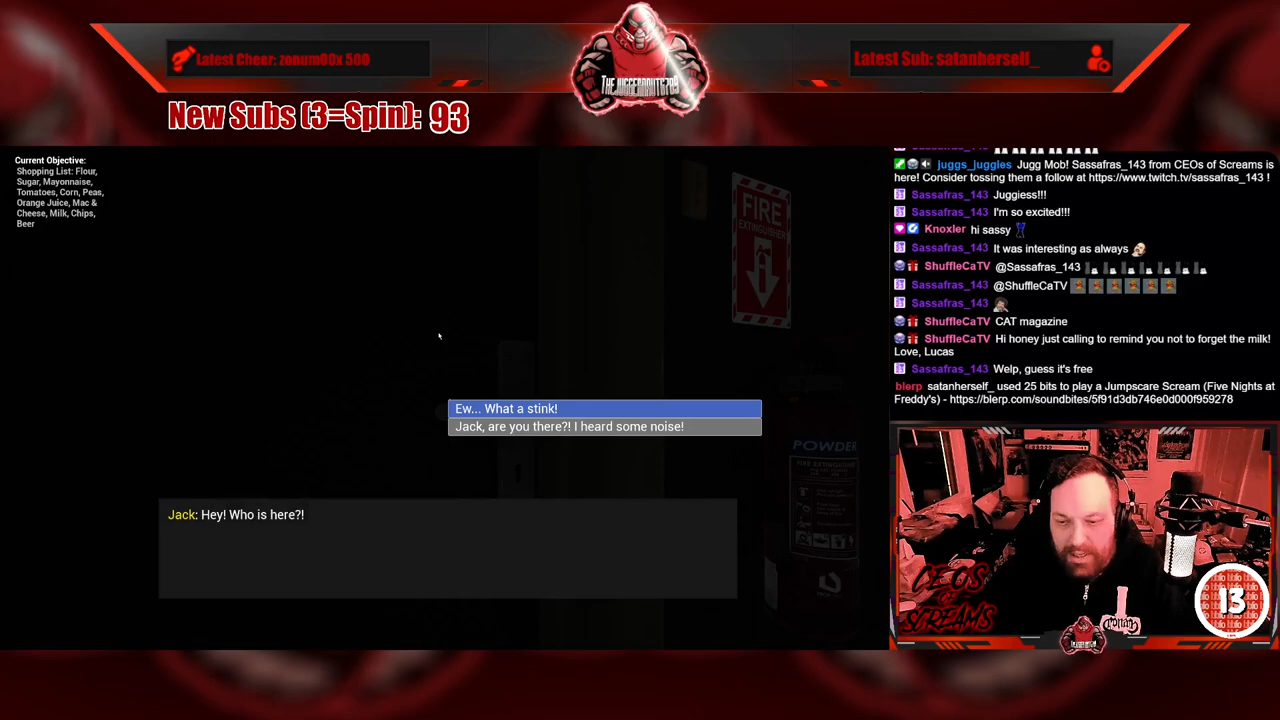 Latest Cheer: zonum00x 500
THEJUGGERNAUT6789
Latest Sub: satanherself_
New Subs (3=Spin): 93
Current Objective:
Shopping List: Flour,
Sugar, Mayonnaise,
Tomatoes, Corn, Peas,
Orange Juice, Mac &
Cheese, Milk, Chips,
Beer
FIRE
EXTINGUISHER
Ew... What a stink!
Jack, are you there?! I heard some noise!
POWDER
Jack: Hey! Who is here?!
juggs_juggles Jugg Mob! Sassafras_143 from CEOs of Screams is
here! Consider tossing them a follow at https://www.twitch.tv/sassafras_143 !
Sassafras_143 Juggiess!!!
Sassafras_143 I'm so excited!!!
Knoxler hi sassy
Sassafras_143 It was interesting as always
ShuffleCaTV @Sassafras_143
Sassafras_143 @ShuffleCaTV
Sassafras_143
ShuffleCaTV CAT magazine
ShuffleCaTV Hi honey just calling to remind you not to forget the milk!
Love, Lucas
Sassafras_143 Welp, guess it's free
blerp satanherself_ used 25 bits to play a Jumpscare Scream (Five Nights at
Freddy's) - https://blerp.com/soundbites/5f91d3db746e0d000f959278
CEOS
OF
SCREAMS
13